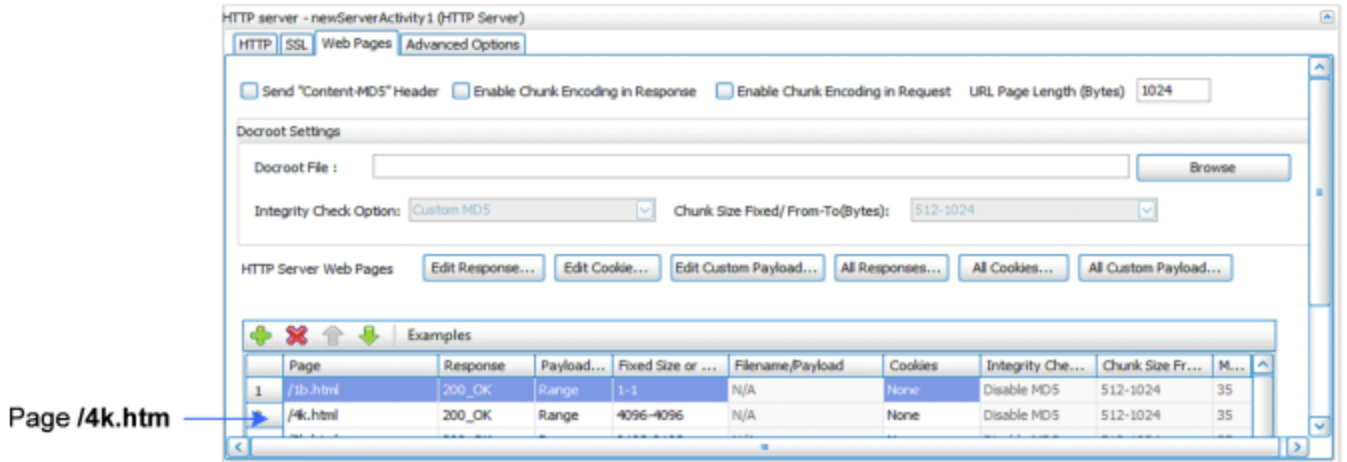 HTTP server - newServerActivity1 (HTTP Server)
HTTP SSL Web Pages Advanced Options
Send "Content-MD5" Header Enable Chunk Encoding in Response Enable Chunk Encoding in Request URL Page Length (Bytes) 1024
Docroot Settings
Docroot File : Browse
Integrity Check Option: Custom MD5 Chunk Size Fixed/ From-To(Bytes): 512-1024
HTTP Server Web Pages Edit Response... Edit Cookie... Edit Custom Payload... All Responses... All Cookies... All Custom Payload...
Examples
Page Response Payload... Fixed Size or ... Filename/Payload Cookies Integrity Che... Chunk Size Fr... M...
1 /1b.html 200_OK Range 1-1 N/A None Disable MD5 512-1024 35
Page /4k.htm /4k.html 200_OK Range 4096-4096 N/A None Disable MD5 512-1024 35